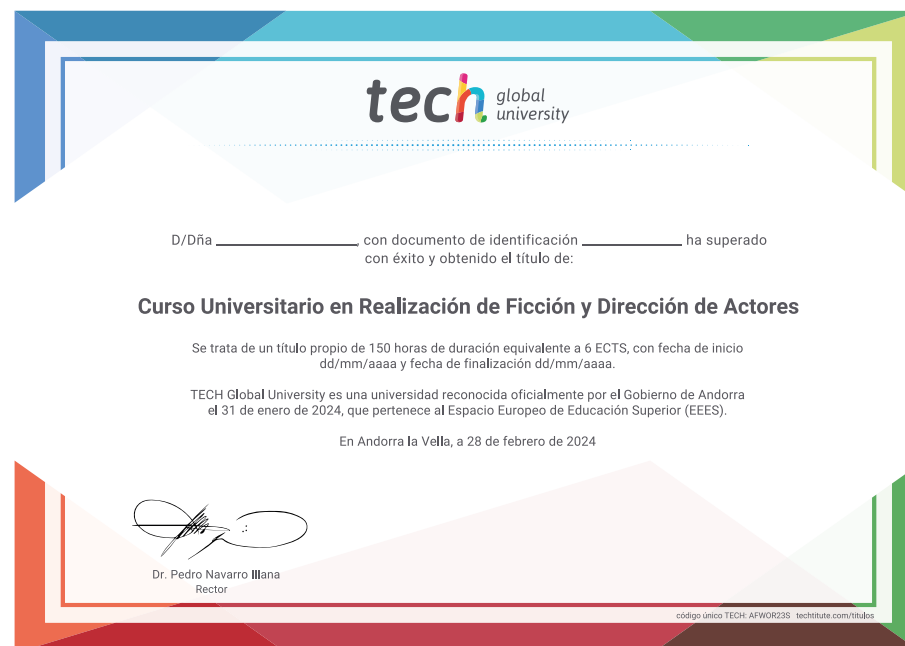 tech global university
D/Dña ____________________, con documento de identificación ______________ ha superado
con éxito y obtenido el título de:
Curso Universitario en Realización de Ficción y Dirección de Actores
Se trata de un título propio de 150 horas de duración equivalente a 6 ECTS, con fecha de inicio
dd/mm/aaaa y fecha de finalización dd/mm/aaaa.
TECH Global University es una universidad reconocida oficialmente por el Gobierno de Andorra
el 31 de enero de 2024, que pertenece al Espacio Europeo de Educación Superior (EEES).
En Andorra la Vella, a 28 de febrero de 2024
Dr. Pedro Navarro Illana
Rector
código único TECH: AFWOR23S techtitute.com/titulos